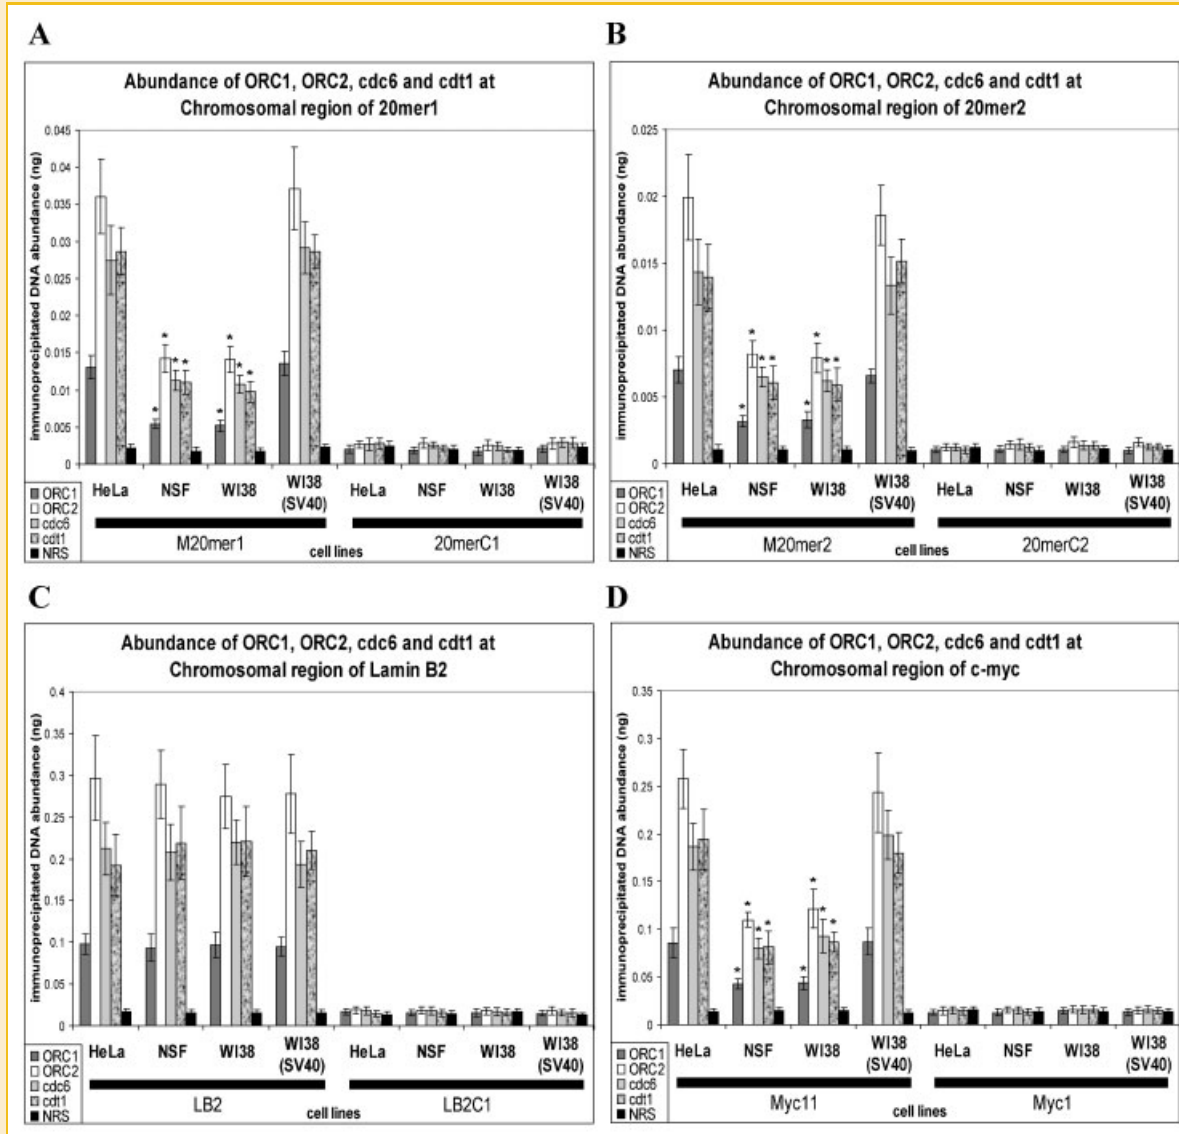 A
Abundance of ORC1, ORC2, cdc6 and cdt1 at
Chromosomal region of 20mer1
immunoprecipitated DNA abundance (ng)
0.045
0.04
0.035
0.03
0.025
0.02
0.015
0.01
0.005
0
* * * * * * * *
HeLa NSF WI38 WI38 (SV40) HeLa NSF WI38 WI38 (SV40)
ORC1
ORC2
cdc6
cdt1
NRS
M20mer1 20merC1
cell lines
B
Abundance of ORC1, ORC2, cdc6 and cdt1 at
Chromosomal region of 20mer2
immunoprecipitated DNA abundance (ng)
0.025
0.02
0.015
0.01
0.005
0
* * * * * * * *
HeLa NSF WI38 WI38 (SV40) HeLa NSF WI38 WI38 (SV40)
ORC1
ORC2
cdc6
cdt1
NRS
M20mer2 20merC2
cell lines
C
Abundance of ORC1, ORC2, cdc6 and cdt1 at
Chromosomal region of Lamin B2
immunoprecipitated DNA abundance (ng)
0.4
0.35
0.3
0.25
0.2
0.15
0.1
0.05
0
HeLa NSF WI38 WI38 (SV40) HeLa NSF WI38 WI38 (SV40)
ORC1
ORC2
cdc6
cdt1
NRS
LB2 LB2C1
cell lines
D
Abundance of ORC1, ORC2, cdc6 and cdt1 at
Chromosomal region of c-myc
immunoprecipitated DNA abundance (ng)
0.35
0.3
0.25
0.2
0.15
0.1
0.05
0
* * * * * * * *
HeLa NSF WI38 WI38 (SV40) HeLa NSF WI38 WI38 (SV40)
ORC1
ORC2
cdc6
cdt1
NRS
Myc11 Myc1
cell lines